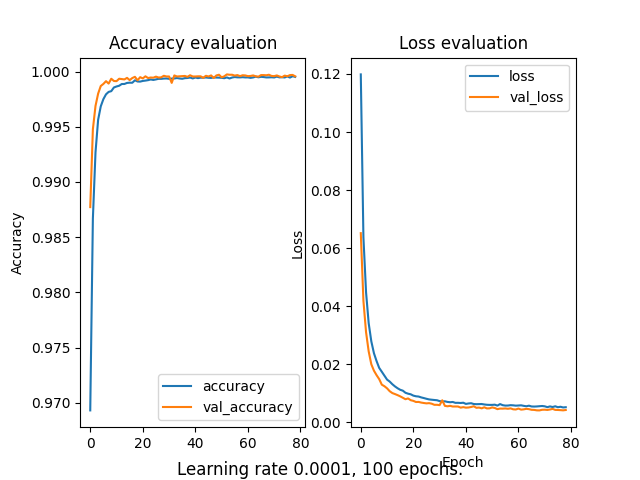 Accuracy evaluation
Accuracy
1.000
0.995
0.990
0.985
0.980
0.975
0.970
0 20 40 60 80
accuracy
val_accuracy
Loss evaluation
Loss
0.12
0.10
0.08
0.06
0.04
0.02
0.00
0 20 40 60 80
loss
val_loss
Epoch
Learning rate 0.0001, 100 epochs.